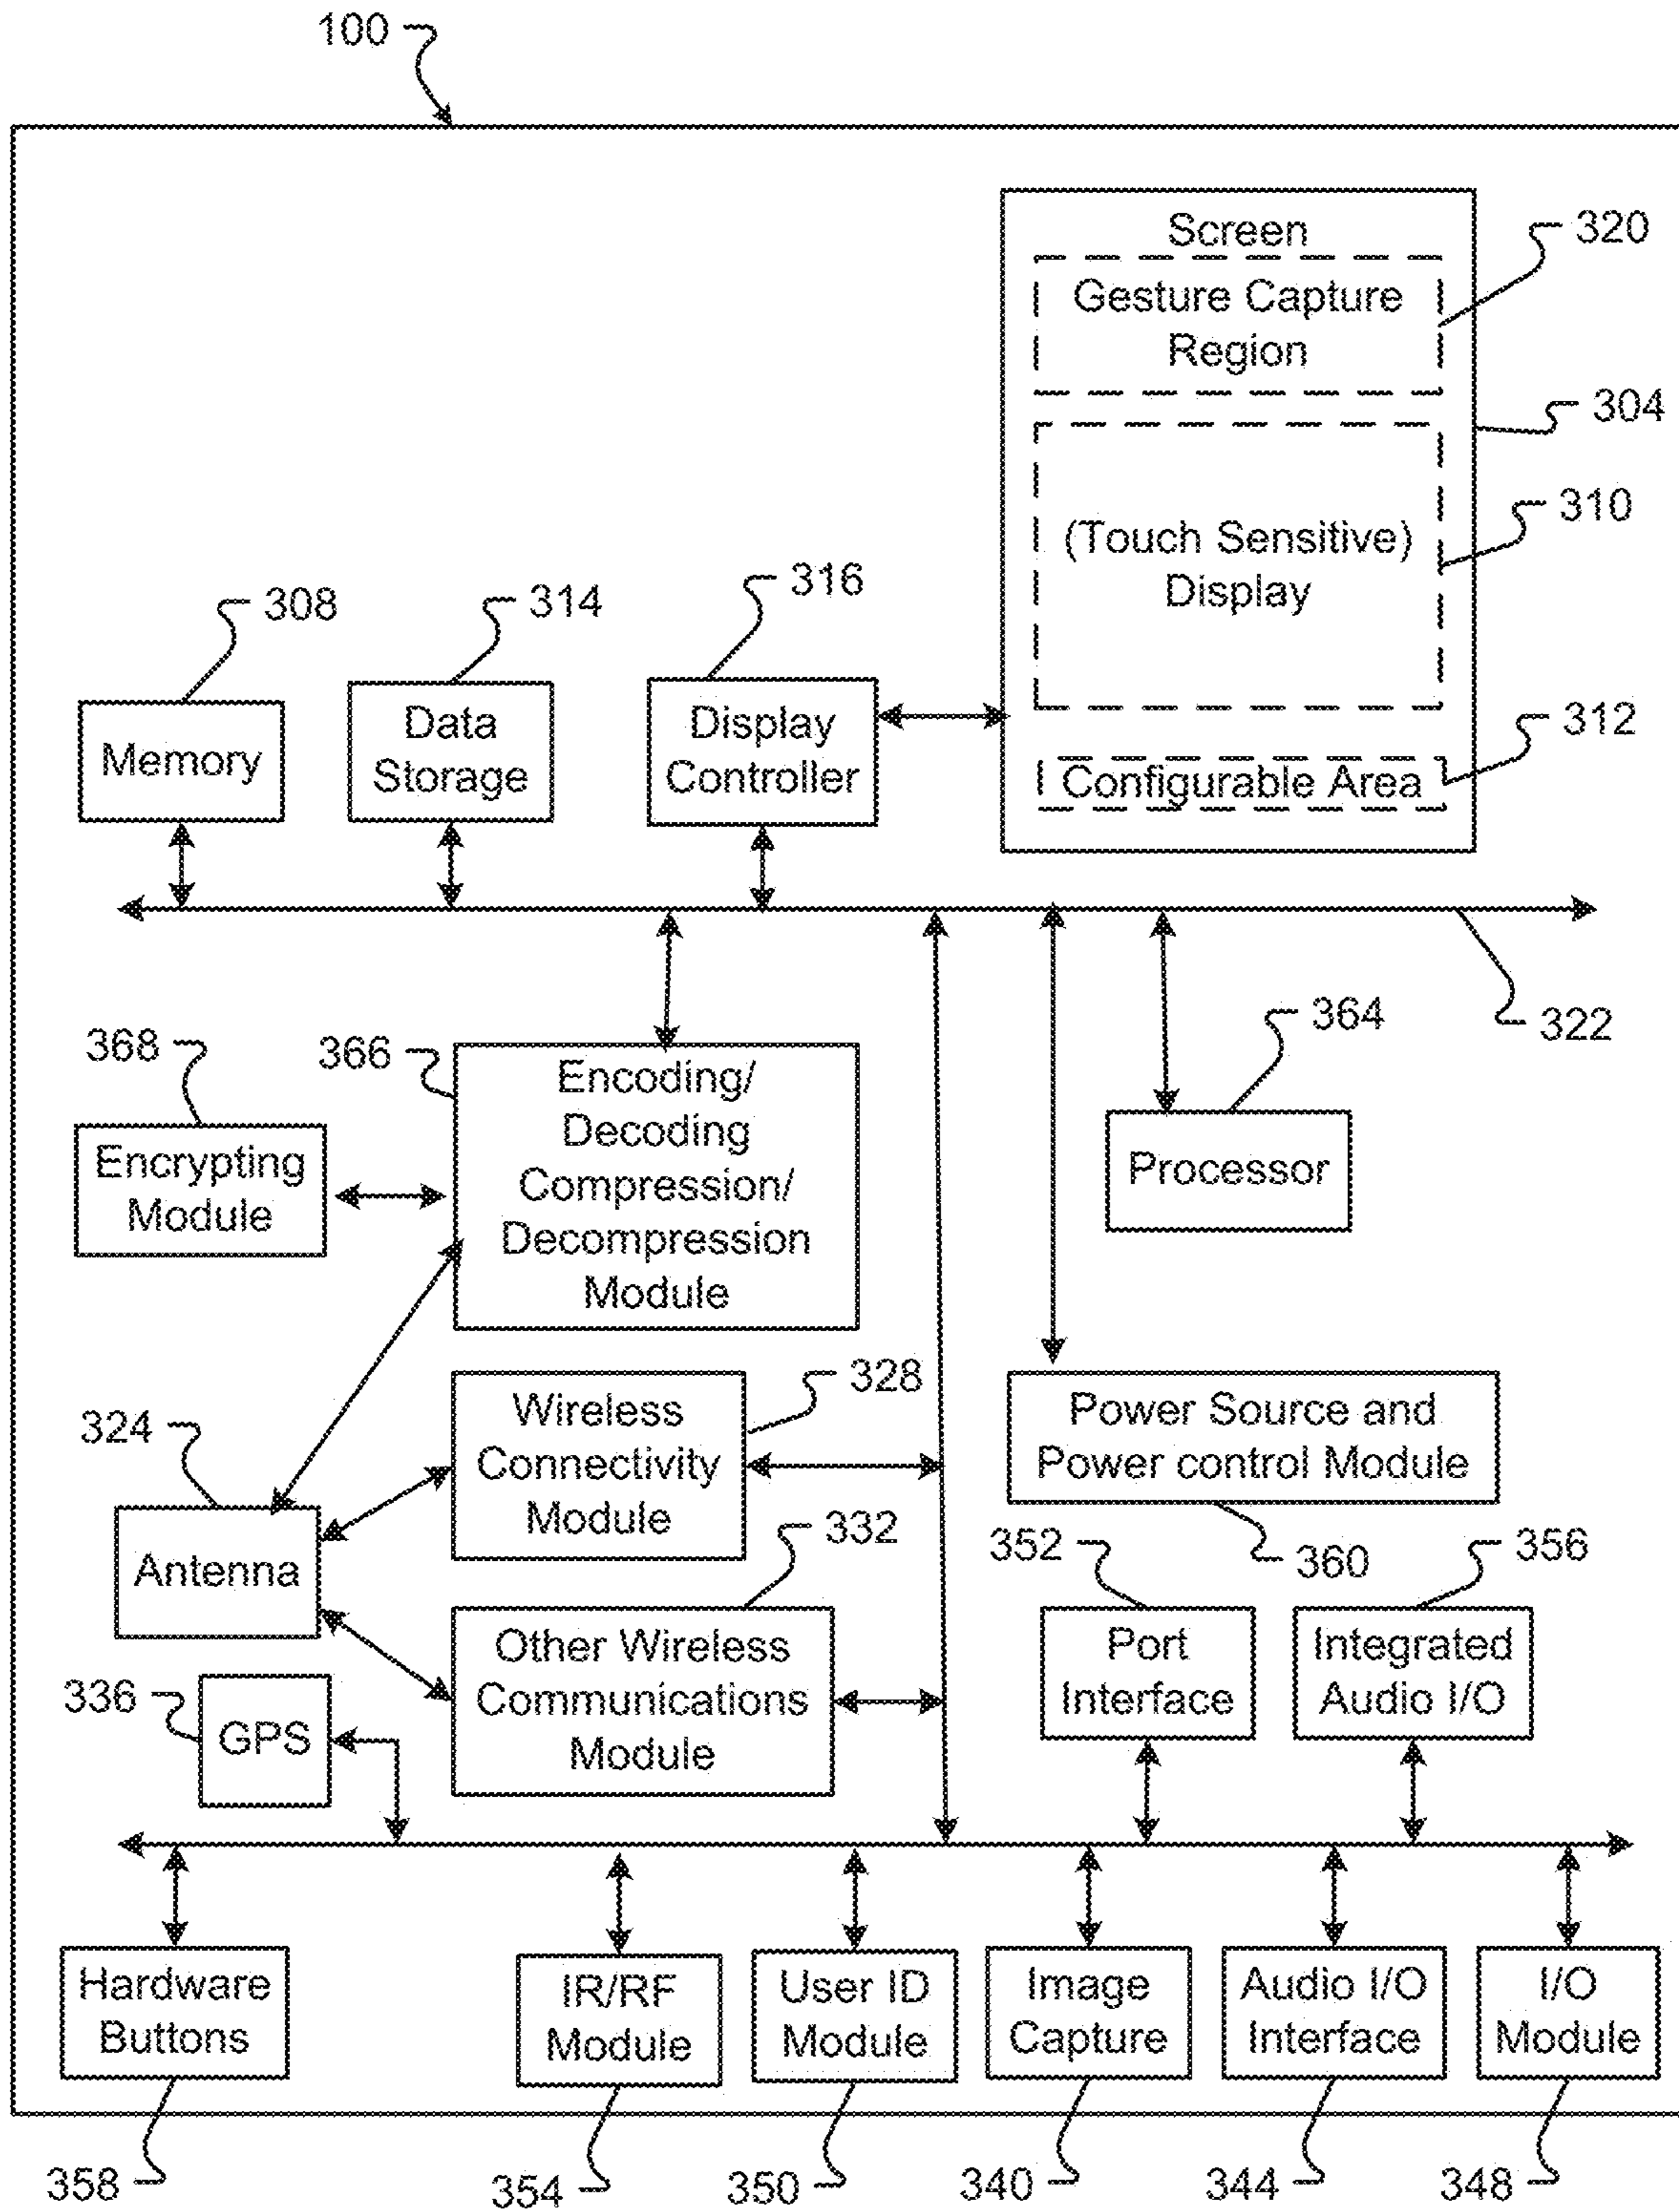 100
Screen
320
Gesture Capture
Region
304
310
(Touch Sensitive)
Display
308
314
316
312
Memory
Data
Storage
Display
Controller
Configurable Area
322
364
368
366
Encoding/
Decoding
Compression/
Decompression
Module
Encrypting
Module
Processor
328
324
Wireless
Connectivity
Module
Power Source and
Power control Module
332
352
360
356
Antenna
Other Wireless
Communications
Module
Port
Interface
Integrated
Audio I/O
336
GPS
Hardware
Buttons
IR/RF
Module
User ID
Module
Image
Capture
Audio I/O
Interface
I/O
Module
358
354
350
340
344
348